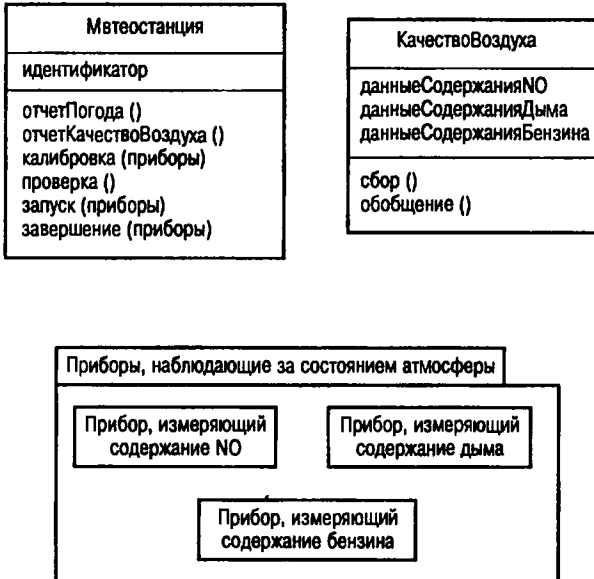 Мвтеостанция
идентификатор
отчетПогода ()
отчетКачествоВоздуха ()
калибровка (приборы)
проверка ()
запуск (приборы)
завершение (приборы)
КачествоВоздуха
данныеСодержанияNO
данныеСодержанияДыма
данныеСодержанияБензина
сбор ()
обобщение ()
Приборы, наблюдающие за состоянием атмосферы
Прибор, измеряющий
содержание NO
Прибор, измеряющий
содержание дыма
Прибор, измеряющий
содержание бензина